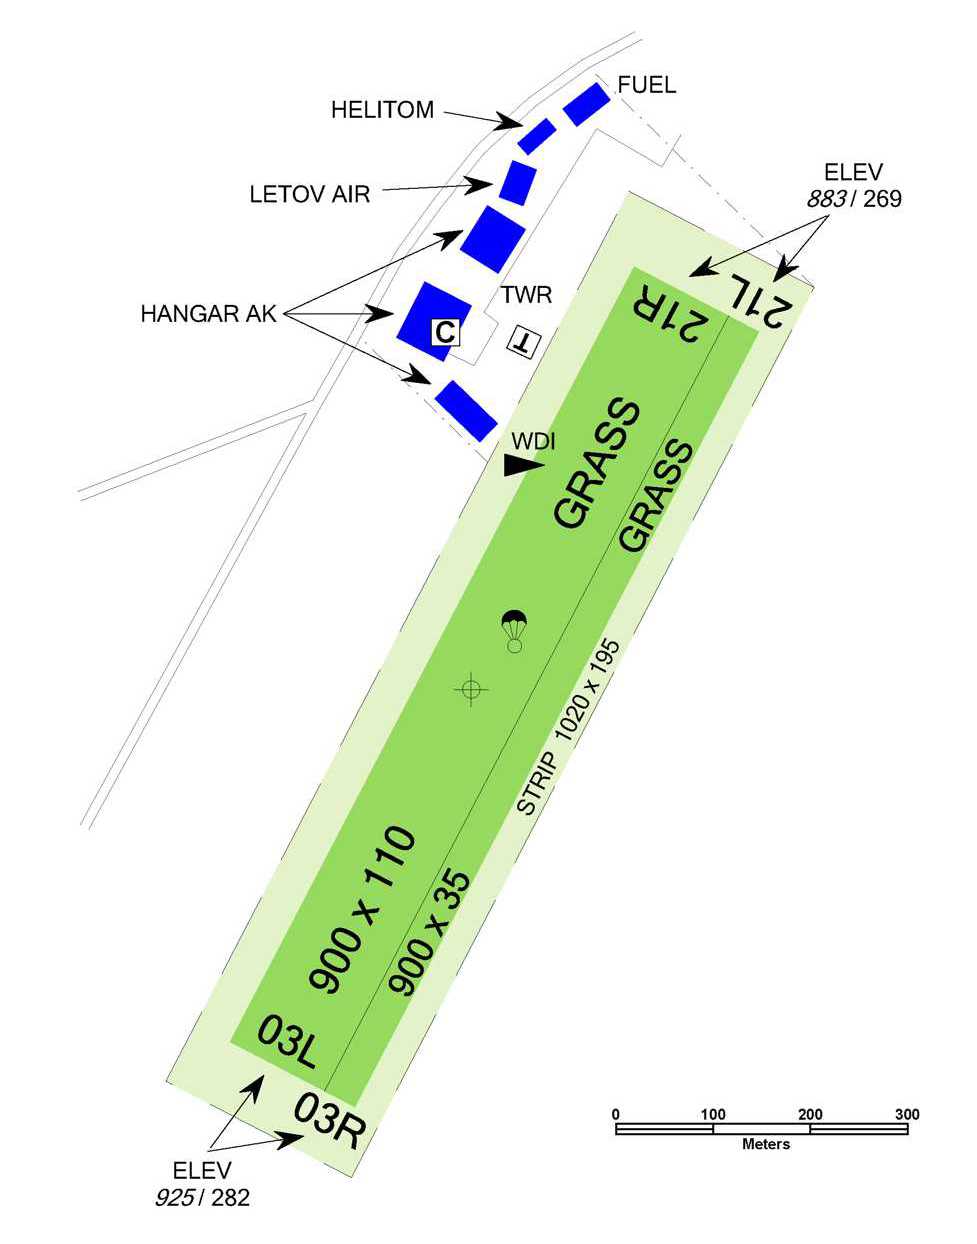 FUEL
HELITOM
ELEV
883 / 269
LETOV AIR
21L
21R
TWR
HANGAR AK
C
T
GRASS
WDI
GRASS
STRIP 1020 x 195
900 x 110
900 x 35
03L
03R
0 100 200 300
Meters
ELEV
925 / 282